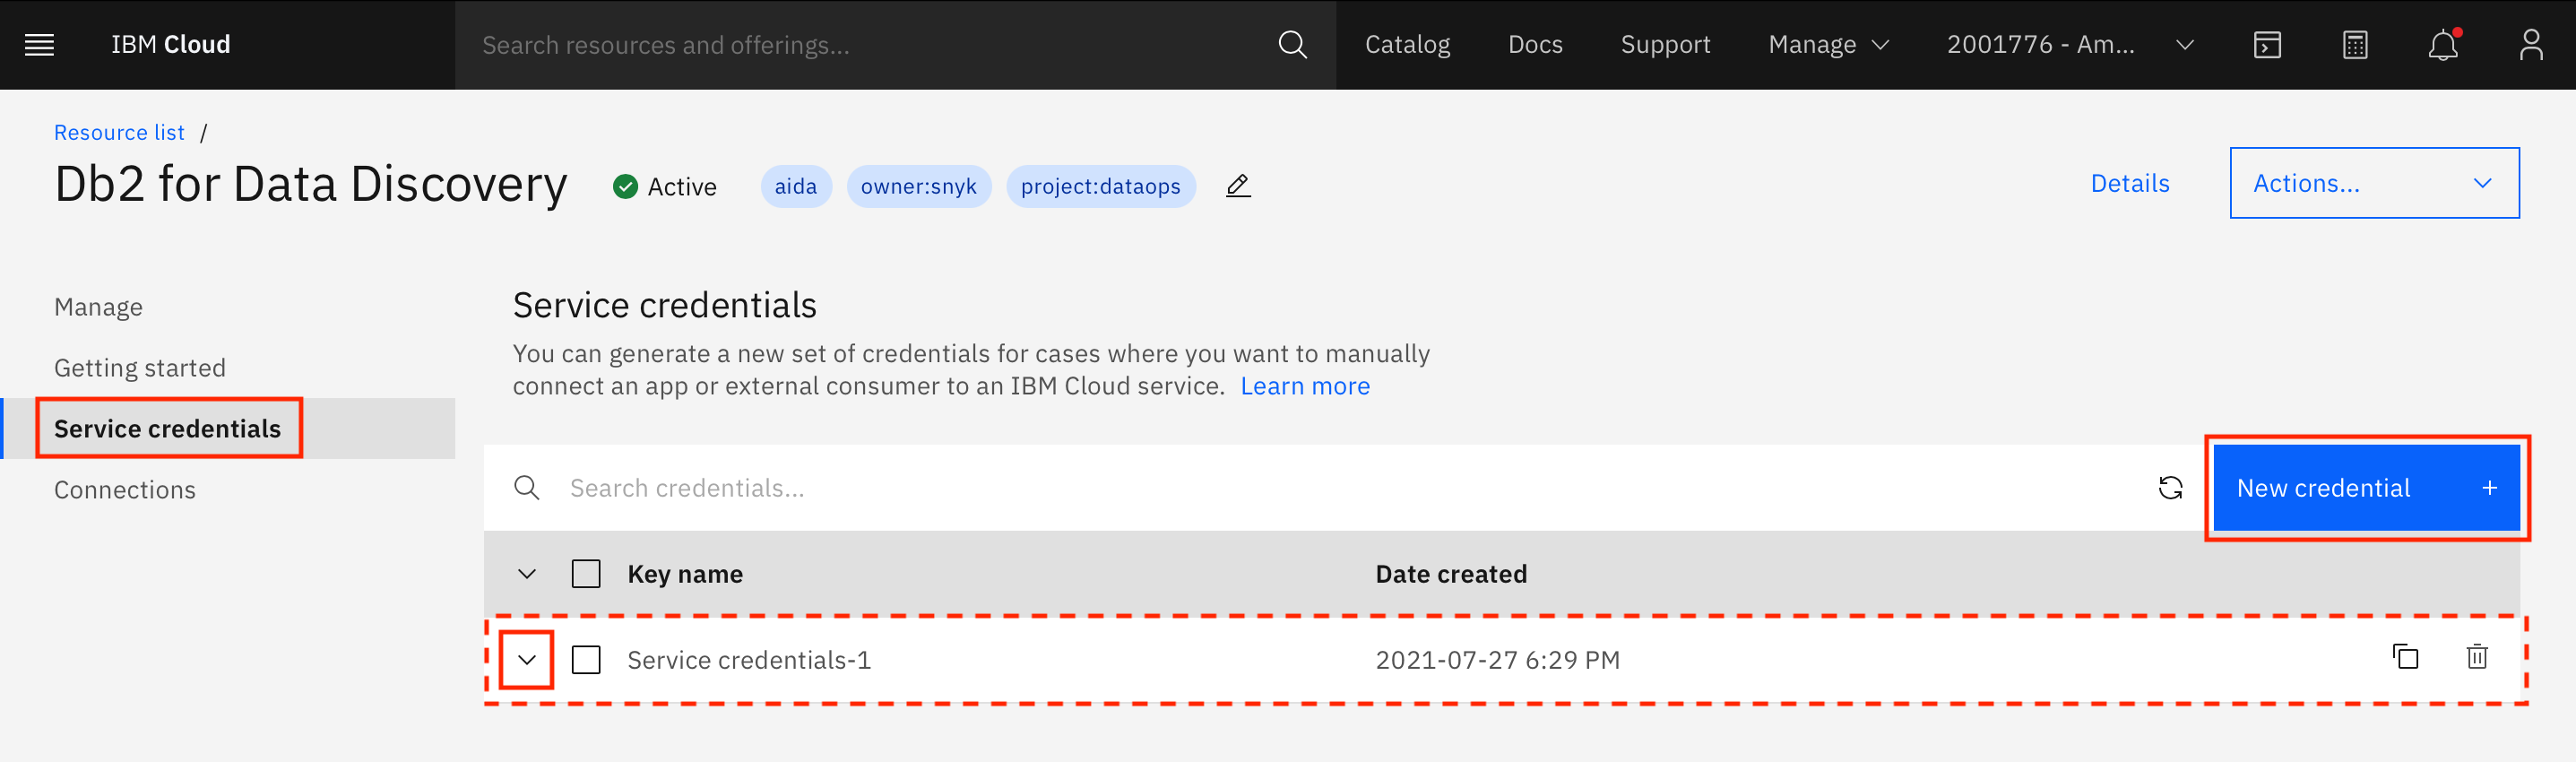 IBM Cloud
Search resources and offerings...
Catalog
Docs
Support
Manage
2001776 - Am...
Resource list /
Db2 for Data Discovery
Active
aida
owner:snyk
project:dataops
Details
Actions...
Manage
Getting started
Service credentials
Connections
Service credentials
You can generate a new set of credentials for cases where you want to manually
connect an app or external consumer to an IBM Cloud service. Learn more
Search credentials...
New credential +
Key name
Date created
Service credentials-1
2021-07-27 6:29 PM